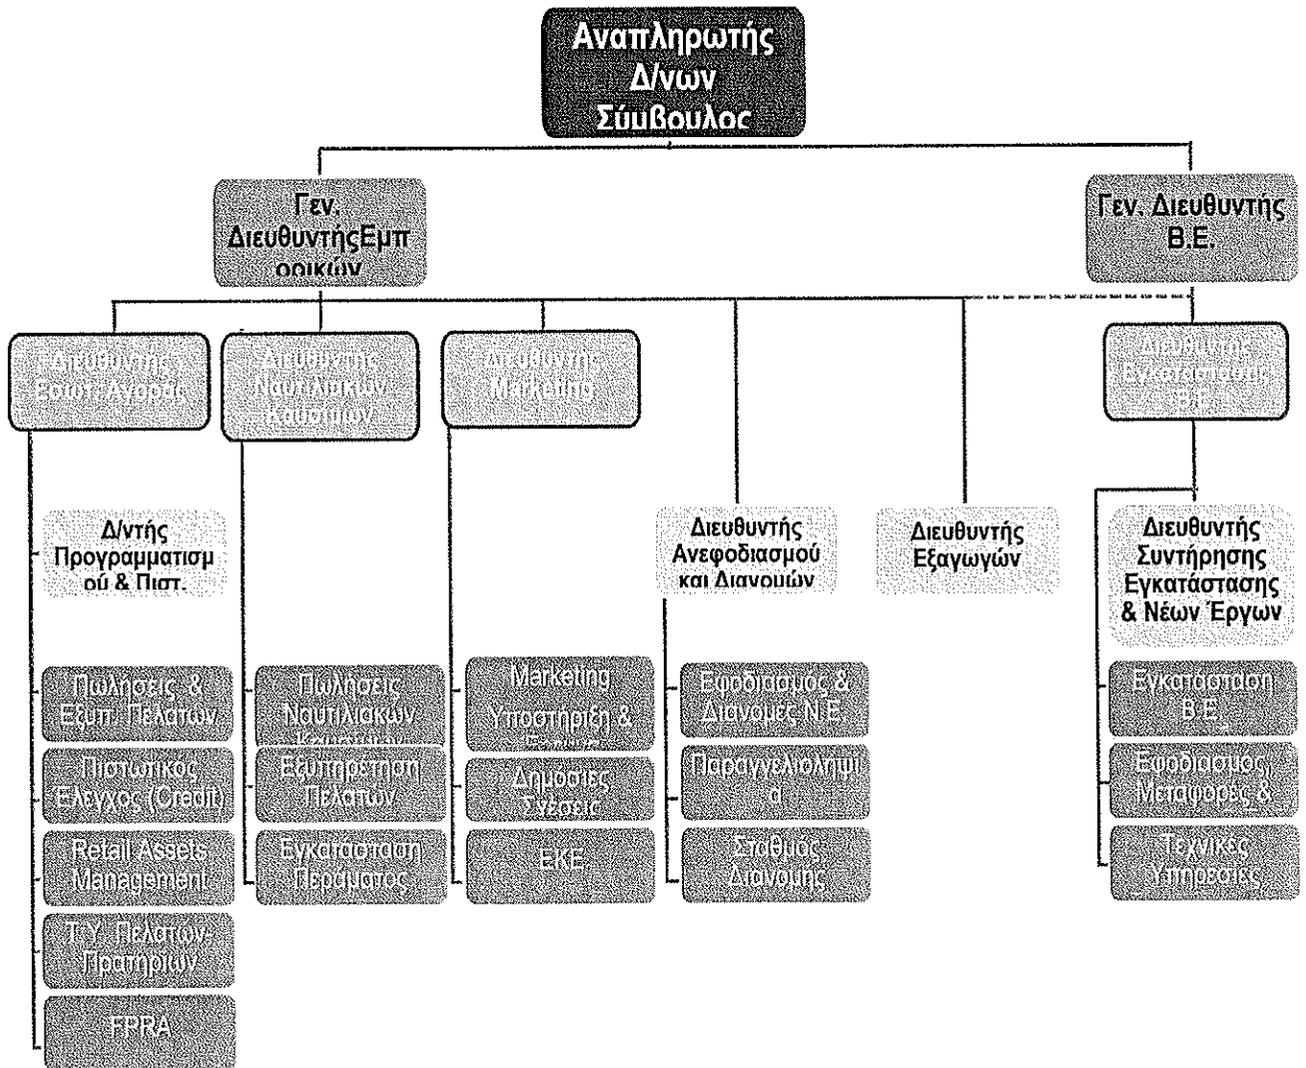 Αναπληρωτής
Δ/νων
Σύμβουλος
Γεν.
ΔιευθυντήςΕμπ
ορικών
Γεν. Διευθυντής
Β.Ε.
Διευθυντής
Εσωτ. Αγοράς
Διευθυντής
Ναυτιλιακών
Καυσίμων
Διευθυντής
Marketing
Διευθυντής
Εγκατάστασης
Β.Ε.
Δ/ντής
Προγραμματισμ
ού & Πιστ.
Διευθυντής
Ανεφοδιασμού
και Διανομών
Διευθυντής
Εξαγωγών
Διευθυντής
Συντήρησης
Εγκατάστασης
& Νέων Έργων
Πωλήσεις &
Εξυπ. Πελατών
Πιστωτικός
Έλεγχος (Credit)
Retail Assets
Management
Τ.Υ. Πελατών-
Πρατηρίων
FPRA
Πωλήσεις
Ναυτιλιακών
Καυσίμων
Εξυπηρέτηση
Πελατών
Εγκατάσταση
Περάματος
Marketing
Υποστήριξη &
Δημόσιες
Σχέσεις
ΕΚΕ
Εφοδιασμός &
Διανομές Ν.Ε.
Παραγγελιοληψί
α
Σταθμός
Διανομής
Εγκατάσταση
Β.Ε.
Εφοδιασμός,
Μεταφορές &
Τεχνικές
Υπηρεσίες